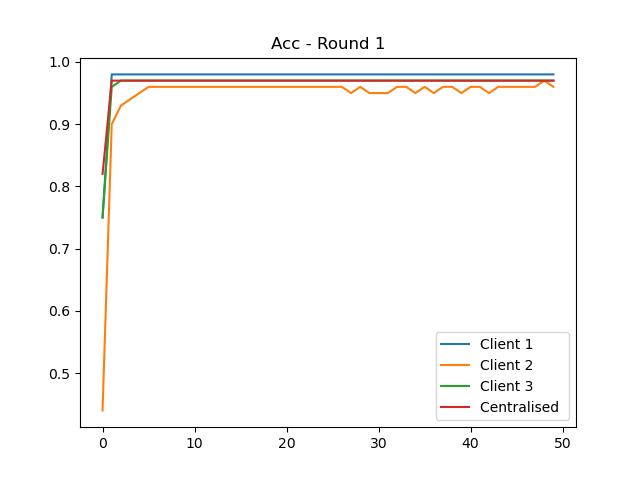 Acc - Round 1
1.0
0.9
0.8
0.7
0.6
0.5
Client 1
Client 2
Client 3
Centralised
0 10 20 30 40 50